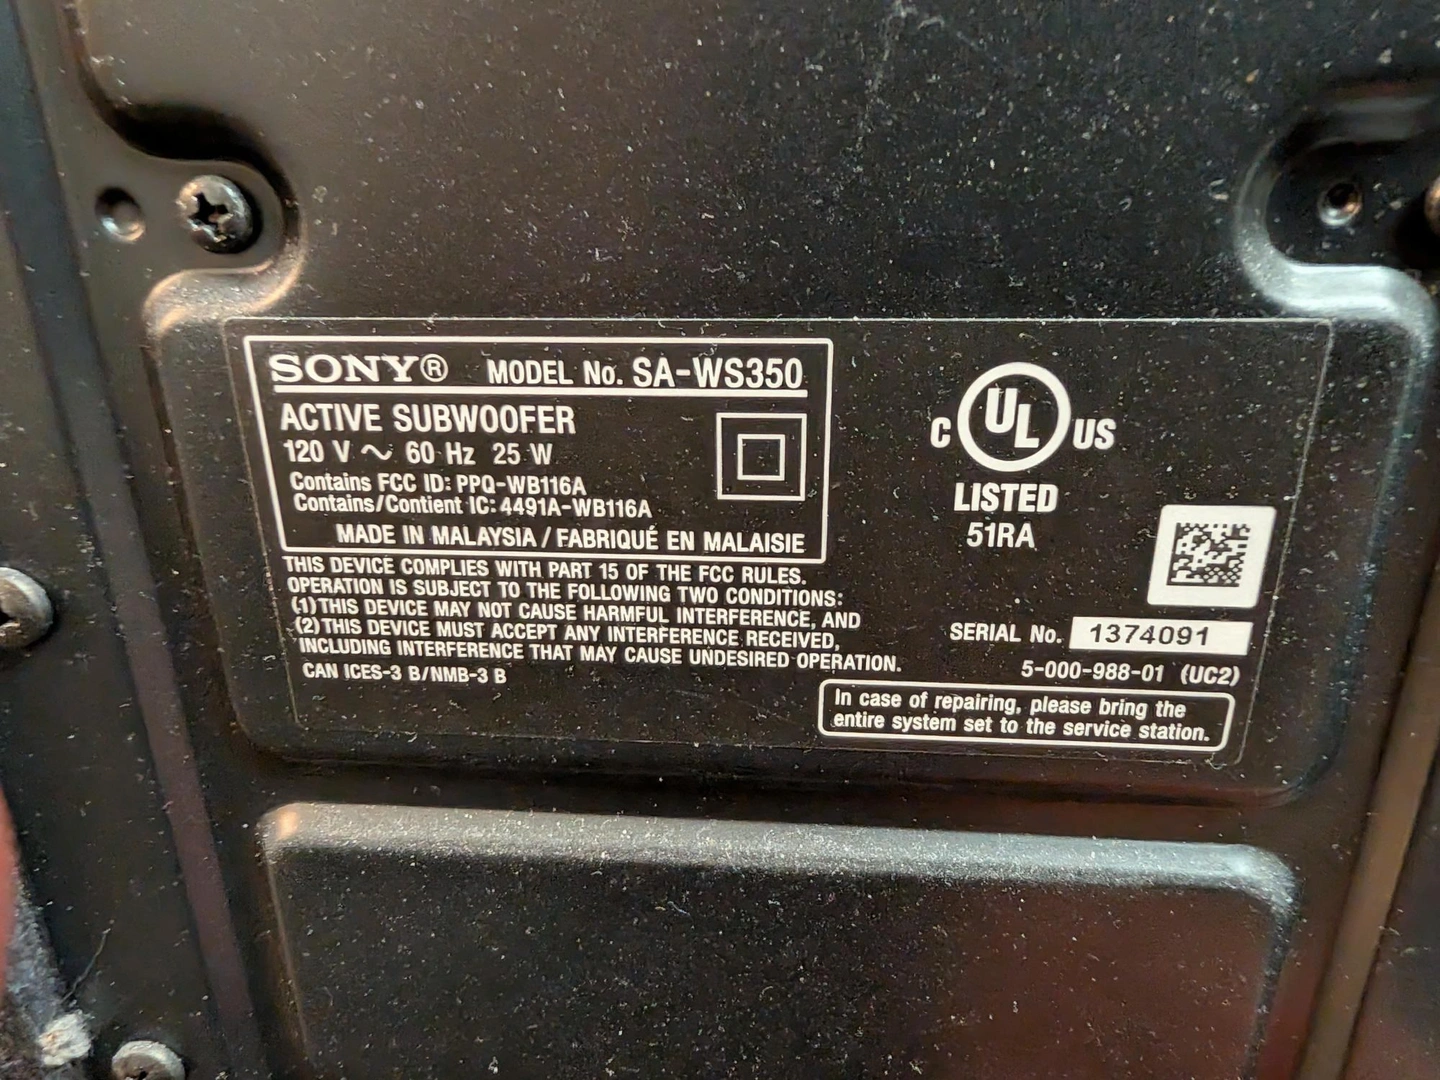 SONY® MODEL No. SA-WS350
ACTIVE SUBWOOFER
120 V ~ 60 Hz 25 W
Contains FCC ID: PPQ-WB116A
Contains/Contient IC: 4491A-WB116A
MADE IN MALAYSIA / FABRIQUÉ EN MALAISIE
THIS DEVICE COMPLIES WITH PART 15 OF THE FCC RULES.
OPERATION IS SUBJECT TO THE FOLLOWING TWO CONDITIONS:
(1) THIS DEVICE MAY NOT CAUSE HARMFUL INTERFERENCE, AND
(2) THIS DEVICE MUST ACCEPT ANY INTERFERENCE RECEIVED,
INCLUDING INTERFERENCE THAT MAY CAUSE UNDESIRED OPERATION.
CAN ICES-3 B/NMB-3 B
C UL US
LISTED
51RA
SERIAL No. 1374091
5-000-988-01 (UC2)
In case of repairing, please bring the
entire system set to the service station.